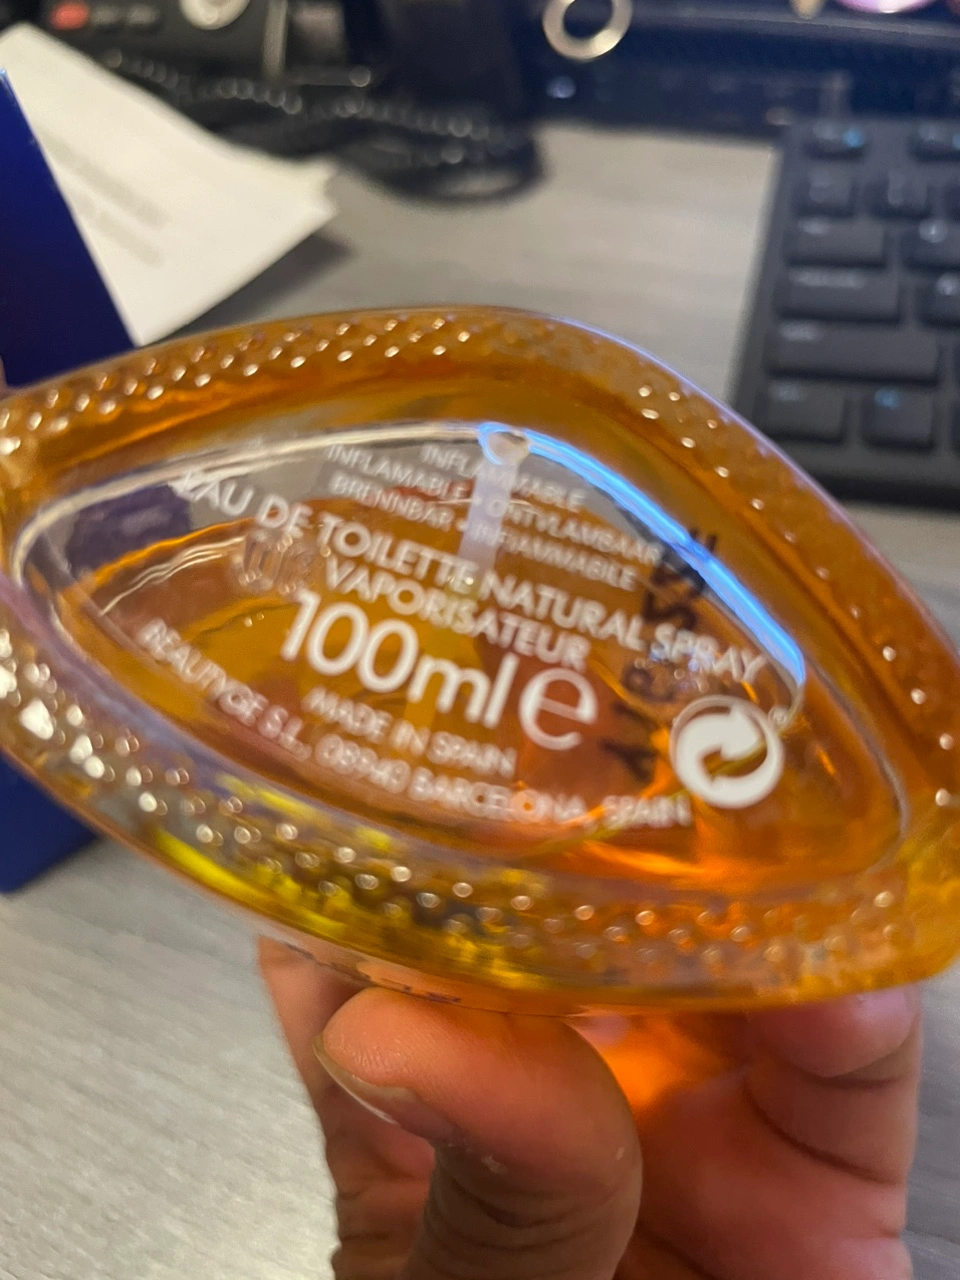 INFLAMABLE INFLAMMABLE
BRENNBAR • ONTVLAMBAAR
INFIAMMABILE
EAU DE TOILETTE NATURAL SPRAY
VAPORISATEUR
100ml e
MADE IN SPAIN
BEAUTYGE S.L., 08940 BARCELONA, SPAIN